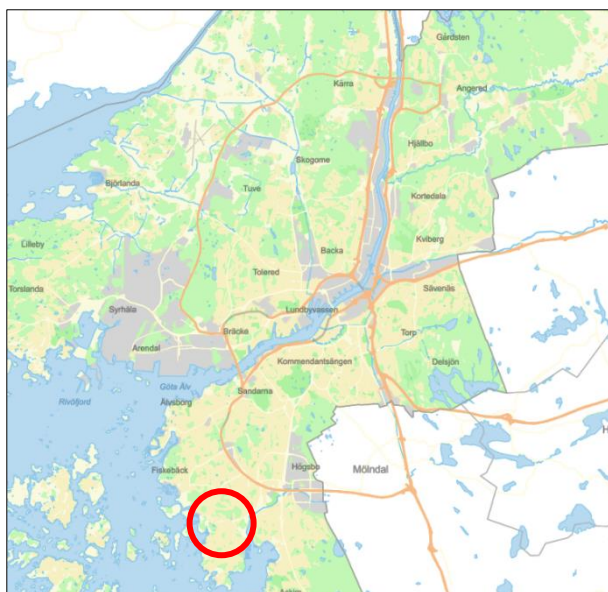 Gårdsten
Kärra
Angered
Hjällbo
Skogome
Björlanda
Tuve
Kortedala
Kviberg
Lilleby
Backa
Tolered
Torslanda
Sävenäs
Syrhåla
Lundbyvassen
Bräcke
Torp
Arendal
Kommendantsängen
Delsjön
Göta Älv
Sandarna
Rivöfjord
Älvsborg
Fiskebäck
Högsbo
Mölndal